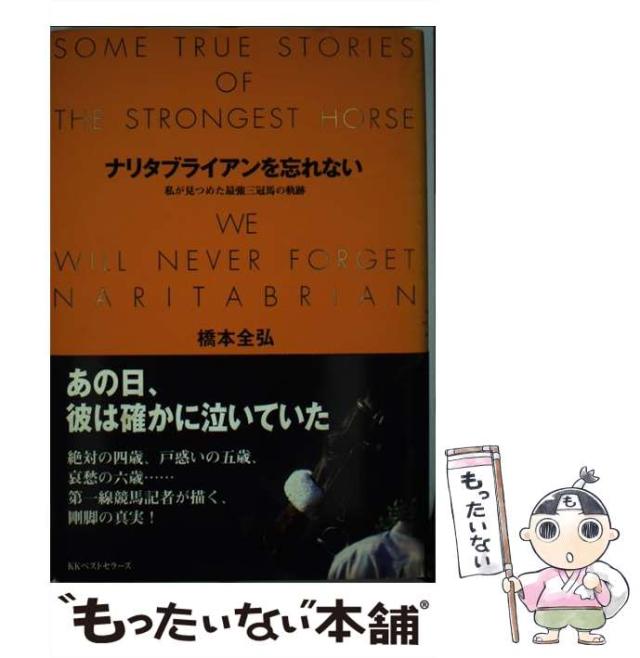 SOME TRUE STORIES
OF
THE STRONGEST HORSE
ナリタブライアンを忘れない
私が見つめた最強三冠馬の軌跡
WE
WILL NEVER FORGET
NARITABRIAN
橋本全弘
あの日、
彼は確かに泣いていた
絶対の四歳、戸惑いの五歳、
哀愁の六歳……
第一線競馬記者が描く、
剛脚の真実！
KKベストセラーズ
も
もったいない
“もったいない”本舗®